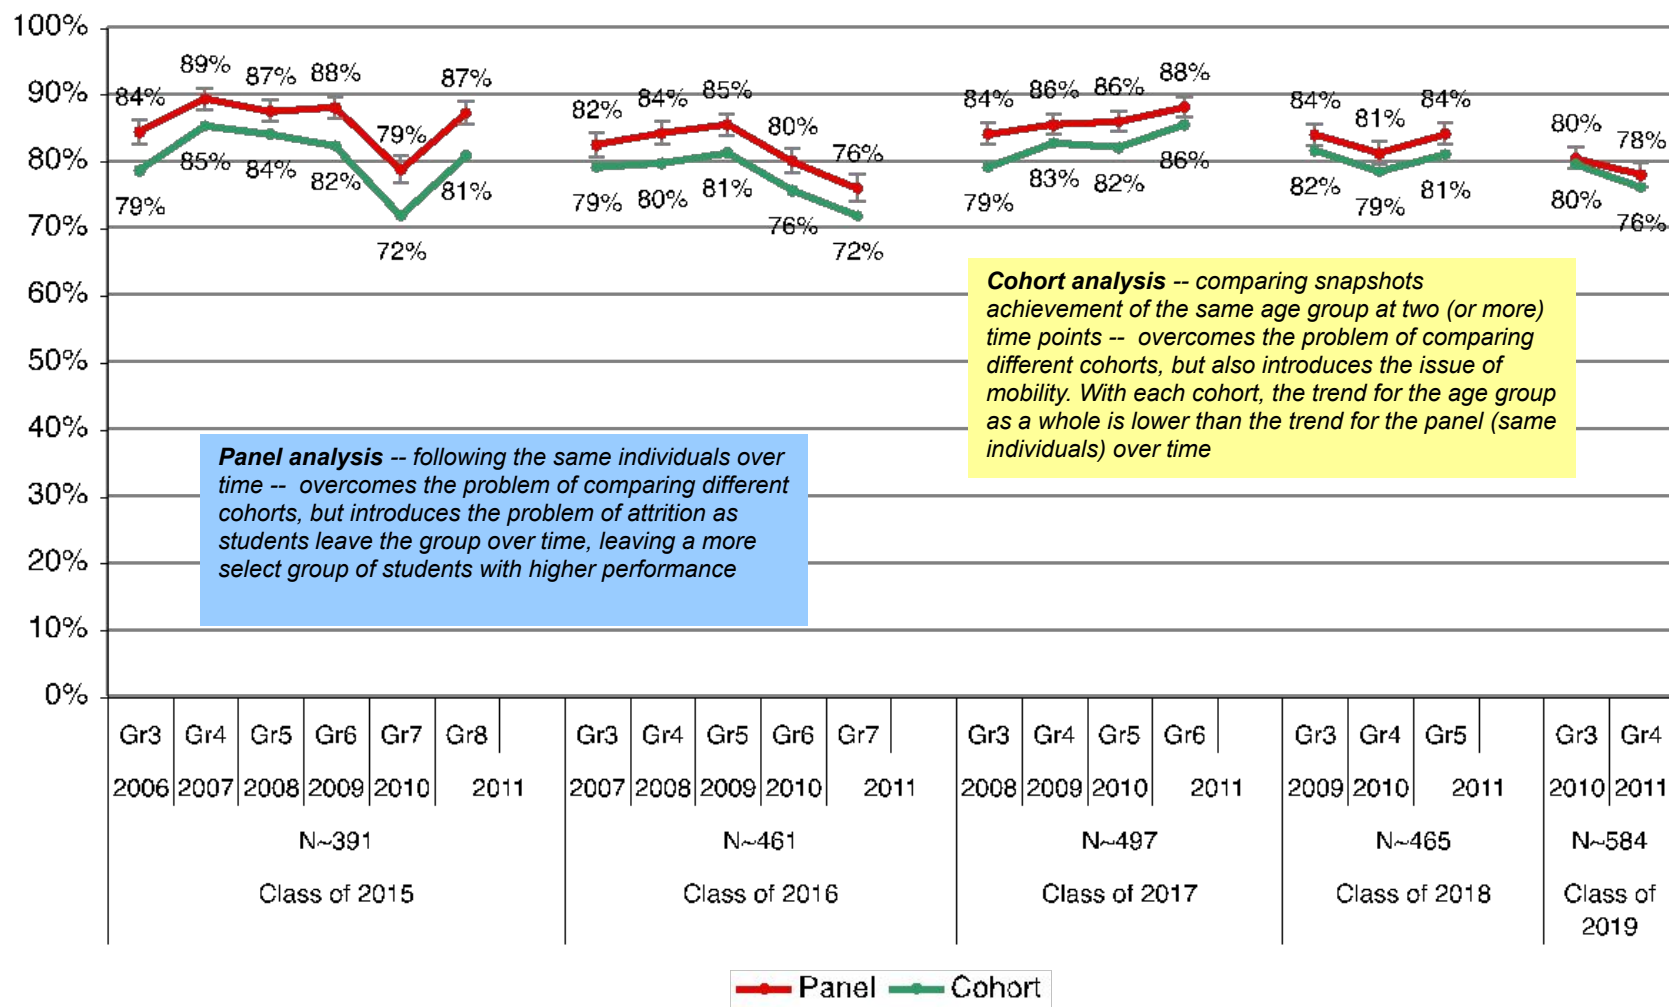 100%
90%
80%
70%
60%
50%
40%
30%
20%
10%
0%
84% 89% 87% 88% 79% 87%
79% 85% 84% 82% 72% 81%
82% 84% 85% 80% 76%
79% 80% 81% 76% 72%
84% 86% 86% 88%
79% 83% 82% 86%
84% 81% 84%
82% 79% 81%
80% 78%
80% 76%
Cohort analysis -- comparing snapshots
achievement of the same age group at two (or more)
time points -- overcomes the problem of comparing
different cohorts, but also introduces the issue of
mobility. With each cohort, the trend for the age group
as a whole is lower than the trend for the panel (same
individuals) over time
Panel analysis -- following the same individuals over
time -- overcomes the problem of comparing different
cohorts, but introduces the problem of attrition as
students leave the group over time, leaving a more
select group of students with higher performance
Gr3 Gr4 Gr5 Gr6 Gr7 Gr8 Gr3 Gr4 Gr5 Gr6 Gr7 Gr3 Gr4 Gr5 Gr6 Gr3 Gr4 Gr5 Gr3 Gr4
2006 2007 2008 2009 2010 2011 2007 2008 2009 2010 2011 2008 2009 2010 2011 2009 2010 2011 2010 2011
N~391 N~461 N~497 N~465 N~584
Class of 2015 Class of 2016 Class of 2017 Class of 2018 Class of
2019
Panel Cohort